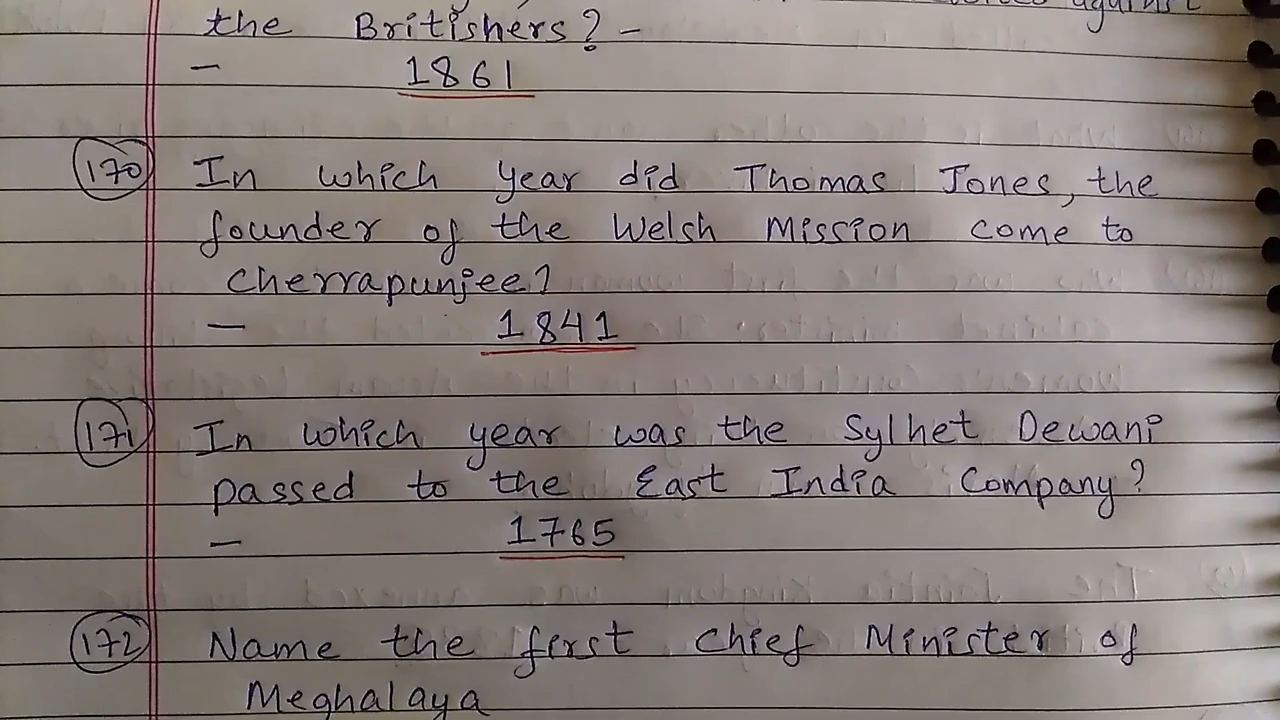 against
the Britishers? -
- 1861
170 In which year did Thomas Jones, the
founder of the Welsh Mission come to
Cherrapunjee?
- 1841
171 In which year was the Sylhet Dewani
passed to the East India Company?
- 1765
172 Name the first Chief Minister of
Meghalaya